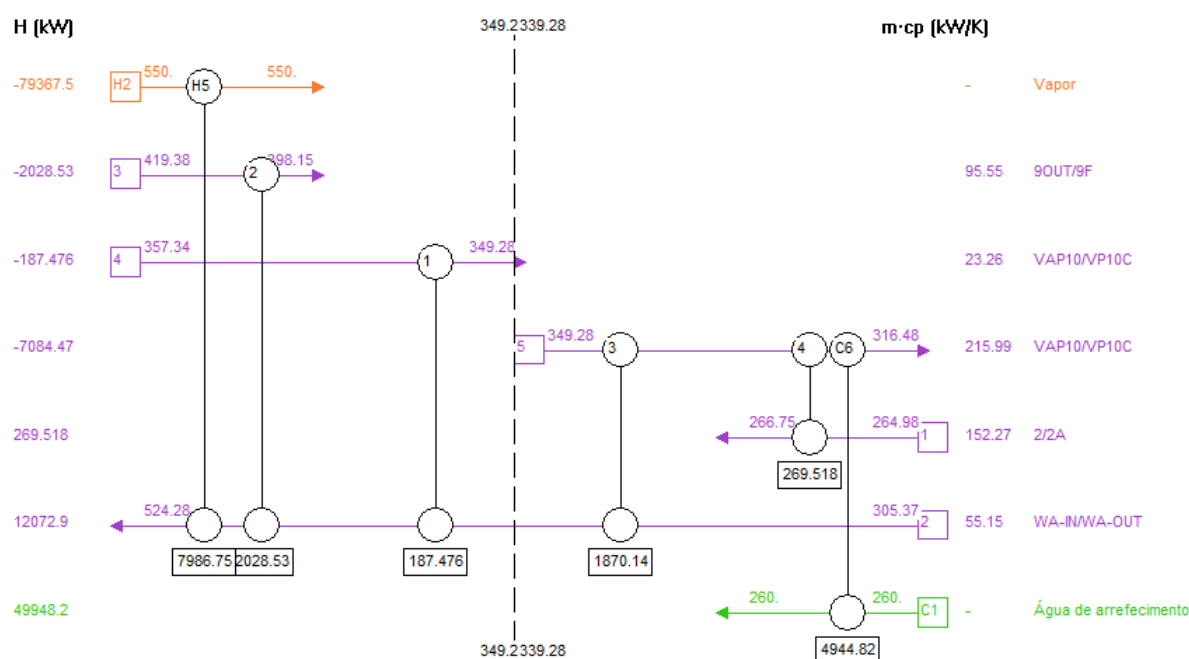 H (kW) 349.2339.28 m·cp (kW/K)
-79367.5 H2 550. H5 550. - Vapor
-2028.53 3 419.38 2 398.15 95.55 9OUT/9F
-187.476 4 357.34 1 349.28 23.26 VAP10/VP10C
-7084.47 5 349.28 3 4 C6 316.48 215.99 VAP10/VP10C
269.518 266.75 264.98 1 152.27 2/2A
269.518
12072.9 524.28 305.37 2 55.15 WA-IN/WA-OUT
7986.75 2028.53 187.476 1870.14
49948.2 260. 260. C1 - Água de arrefecimento
349.2339.28 4944.82